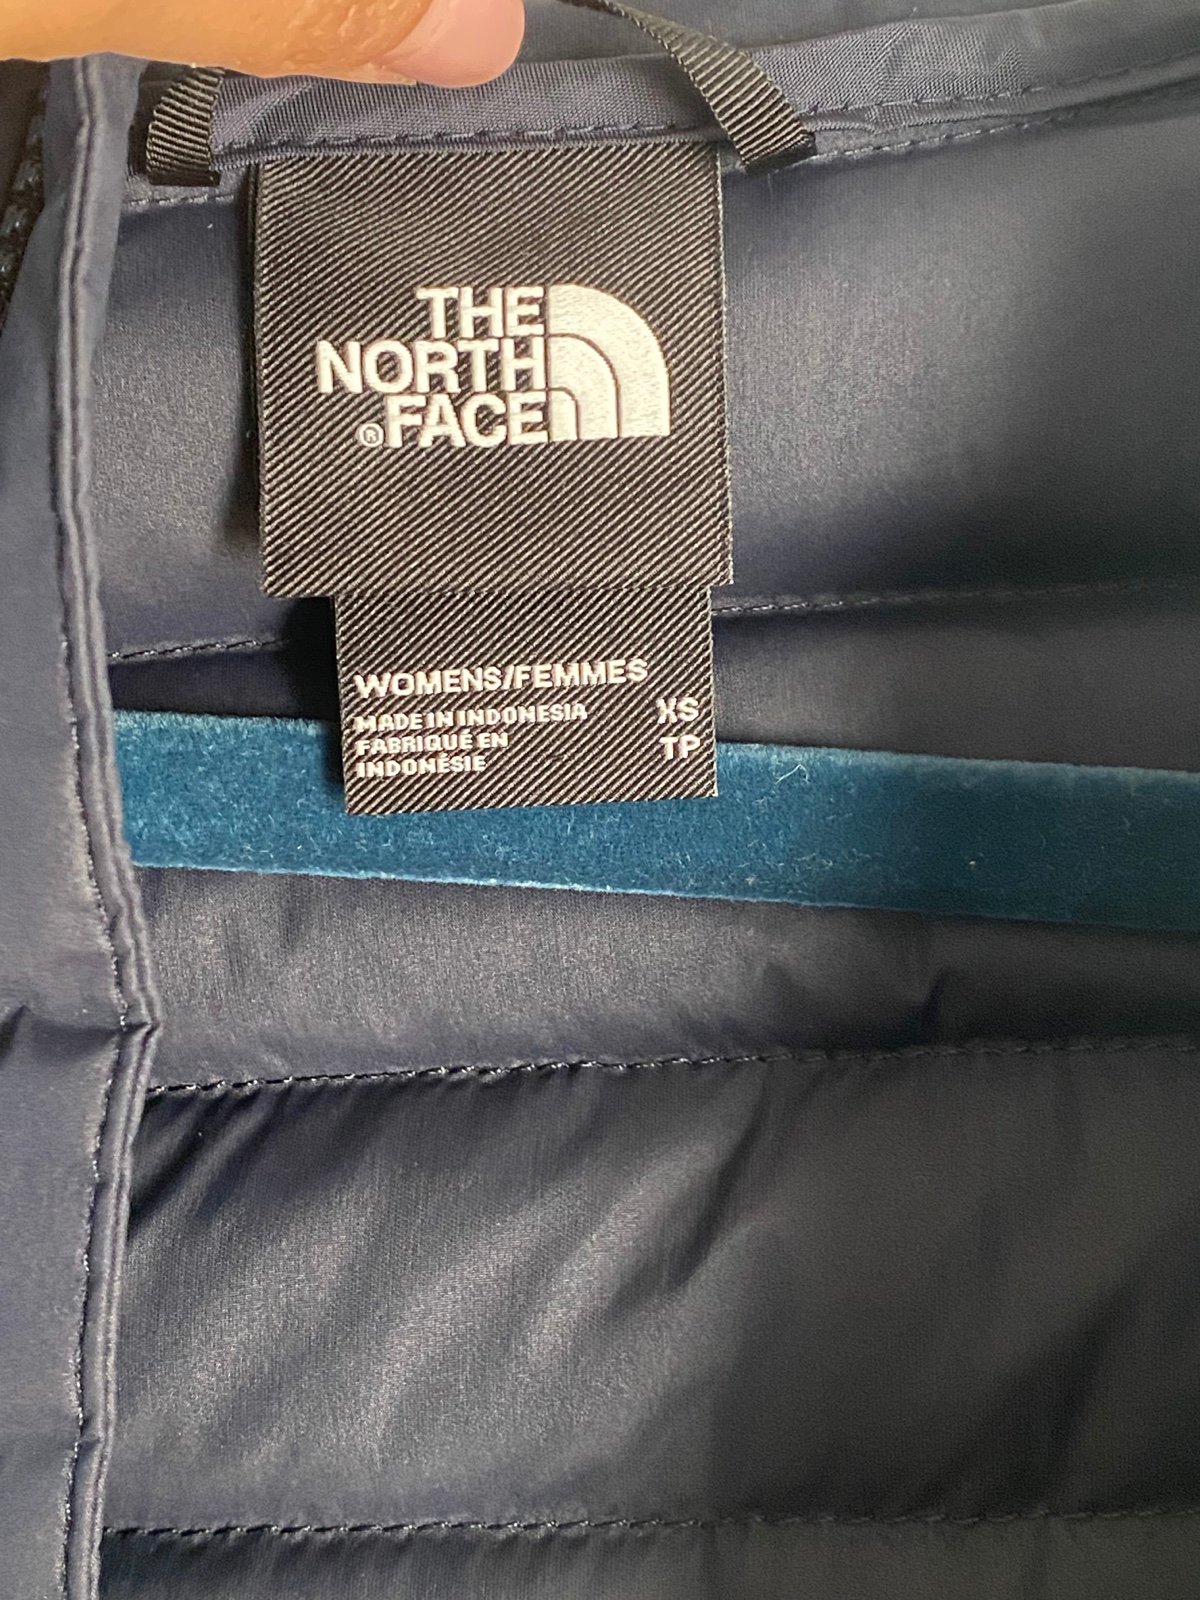 THE
NORTH
®FACE
WOMENS/FEMMES
MADE IN INDONESIA XS
FABRIQUÉ EN TP
INDONÉSIE